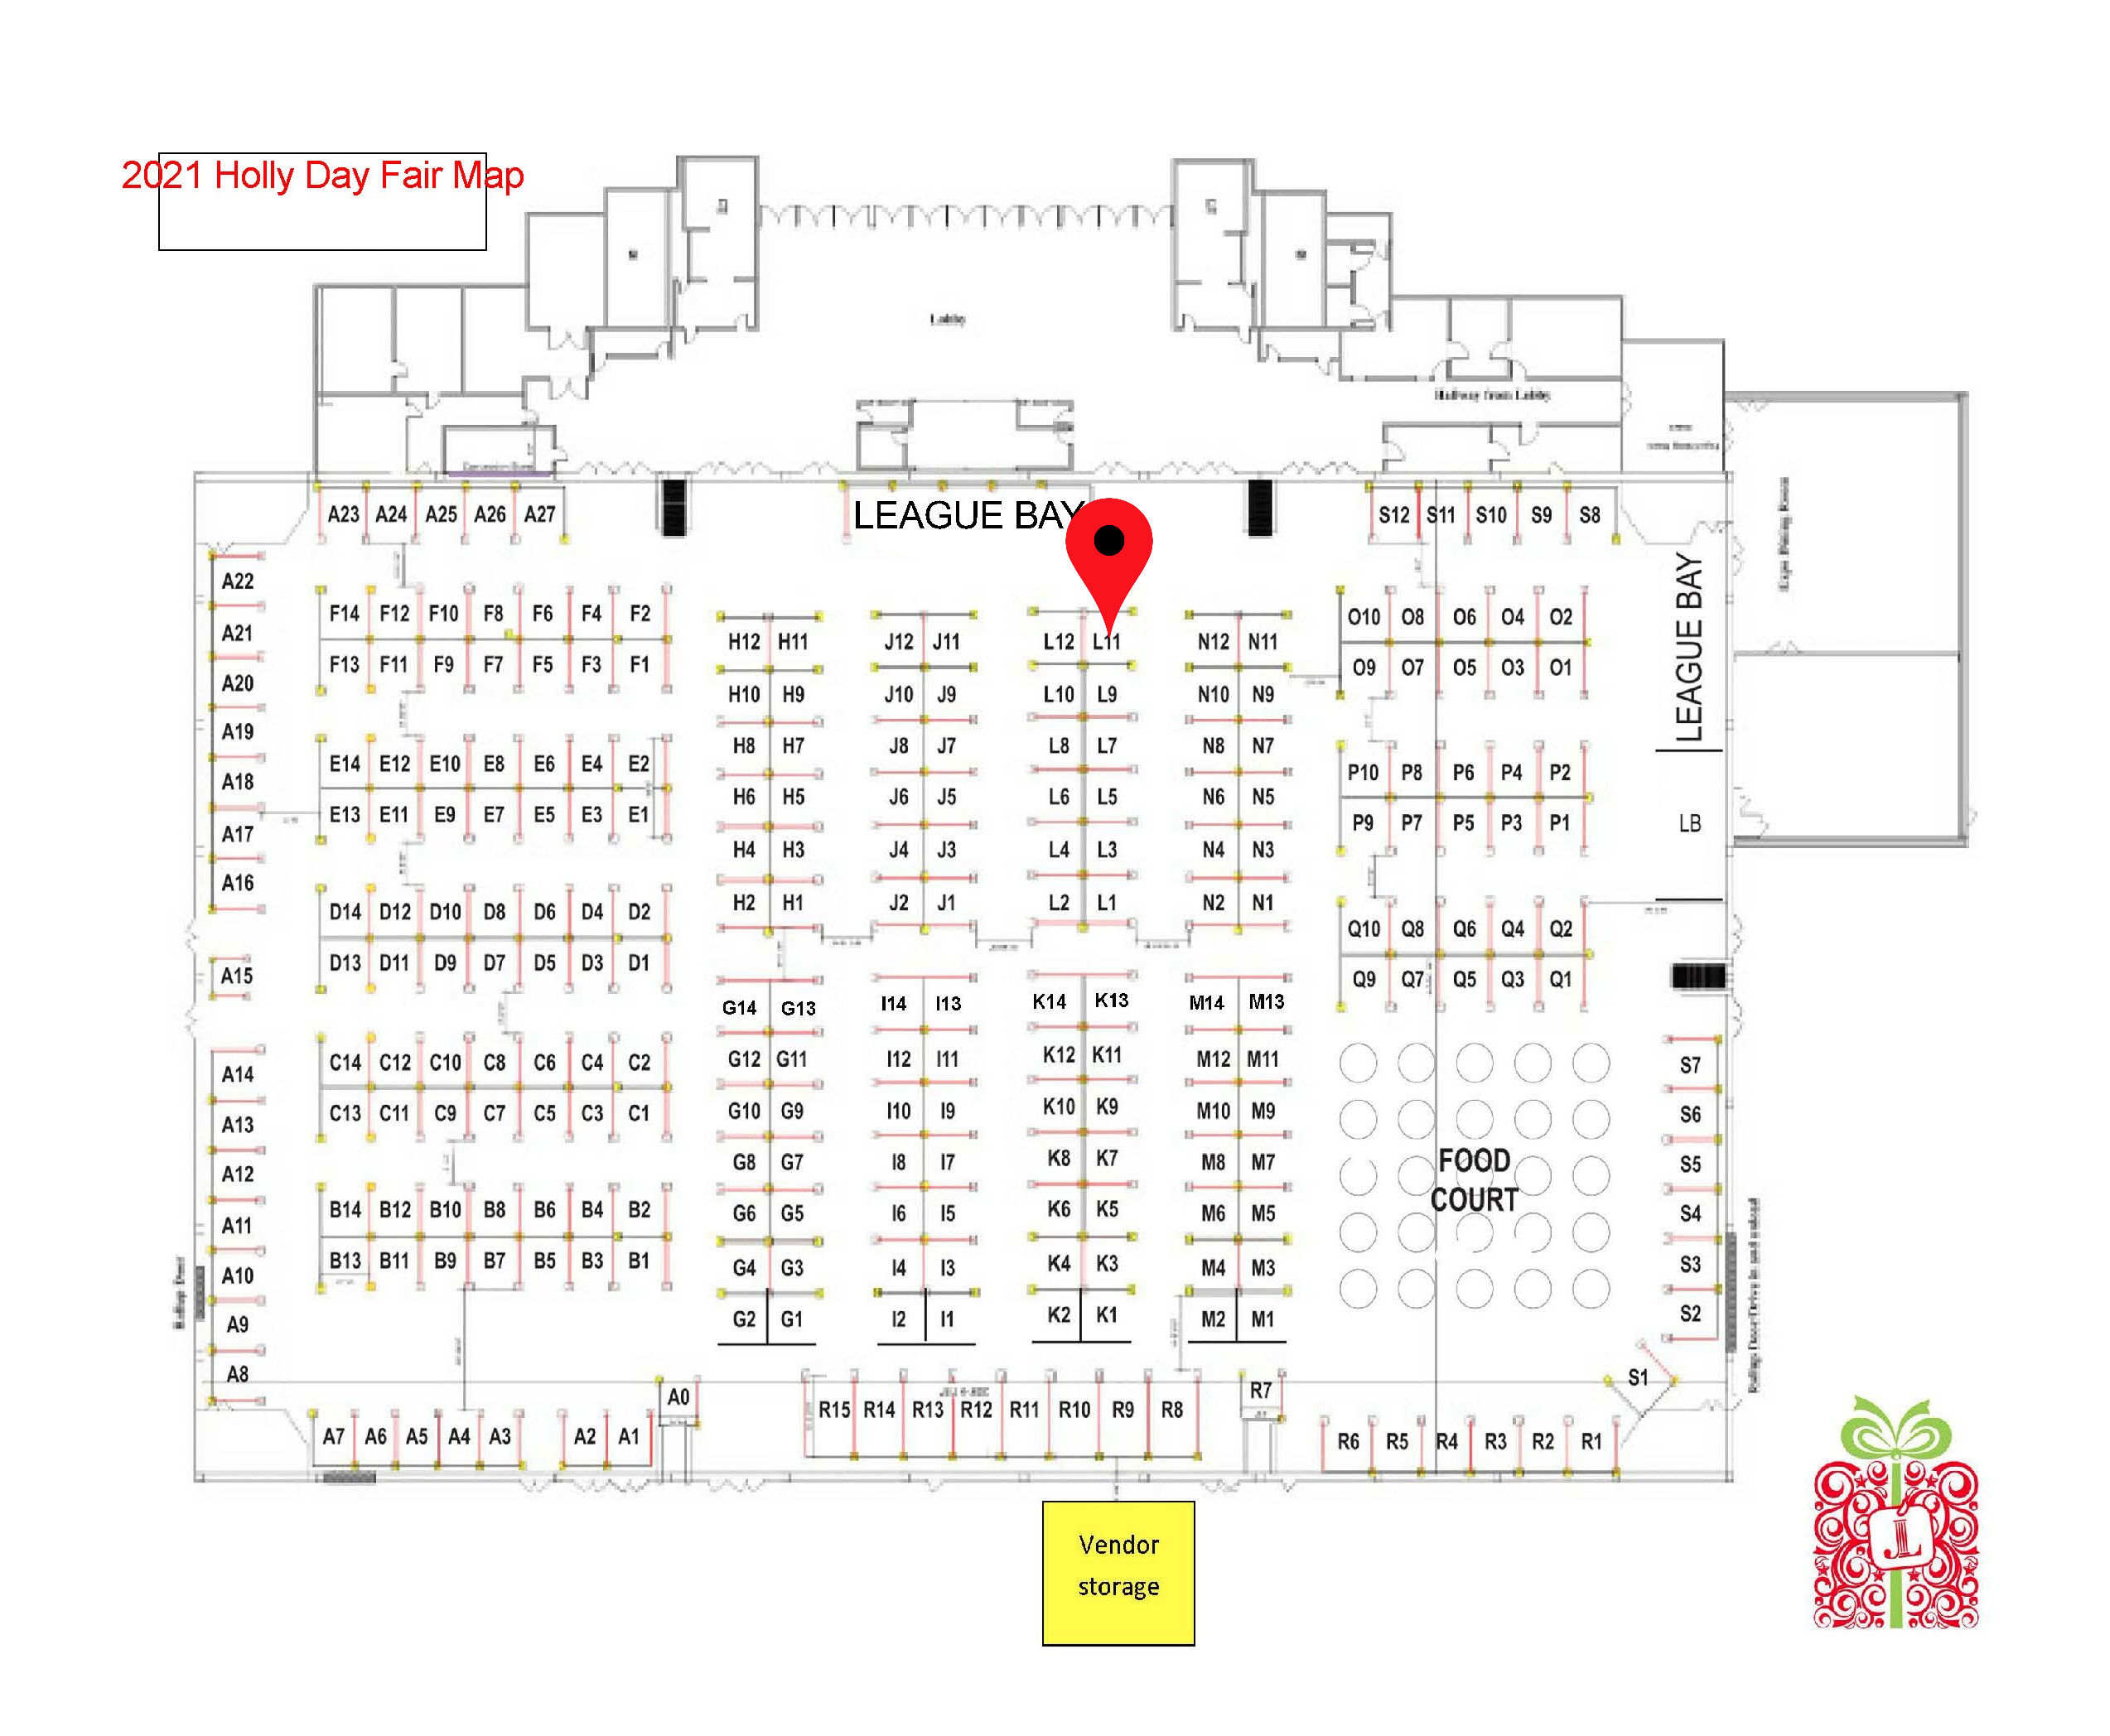 2021 Holly Day Fair Map
Lobby
Hallway from Lobby
LEAGUE BAY
A23 A24 A25 A26 A27
S12 S11 S10 S9 S8
A22
A21
A20
A19
A18
A17
A16
A15
A14
A13
A12
A11
A10
A9
A8
F14 F12 F10 F8 F6 F4 F2
F13 F11 F9 F7 F5 F3 F1
E14 E12 E10 E8 E6 E4 E2
E13 E11 E9 E7 E5 E3 E1
D14 D12 D10 D8 D6 D4 D2
D13 D11 D9 D7 D5 D3 D1
C14 C12 C10 C8 C6 C4 C2
C13 C11 C9 C7 C5 C3 C1
B14 B12 B10 B8 B6 B4 B2
B13 B11 B9 B7 B5 B3 B1
H12 H11
H10 H9
H8 H7
H6 H5
H4 H3
H2 H1
G14 G13
G12 G11
G10 G9
G8 G7
G6 G5
G4 G3
G2 G1
J12 J11
J10 J9
J8 J7
J6 J5
J4 J3
J2 J1
I14 I13
I12 I11
I10 I9
I8 I7
I6 I5
I4 I3
I2 I1
L12 L11
L10 L9
L8 L7
L6 L5
L4 L3
L2 L1
K14 K13
K12 K11
K10 K9
K8 K7
K6 K5
K4 K3
K2 K1
N12 N11
N10 N9
N8 N7
N6 N5
N4 N3
N2 N1
M14 M13
M12 M11
M10 M9
M8 M7
M6 M5
M4 M3
M2 M1
O10 O8 O6 O4 O2
O9 O7 O5 O3 O1
P10 P8 P6 P4 P2
P9 P7 P5 P3 P1
Q10 Q8 Q6 Q4 Q2
Q9 Q7 Q5 Q3 Q1
LEAGUE BAY
LB
FOOD
COURT
S7
S6
S5
S4
S3
S2
S1
A7 A6 A5 A4 A3 A2 A1
A0
R15 R14 R13 R12 R11 R10 R9 R8
R7
R6 R5 R4 R3 R2 R1
Vendor
storage
JL